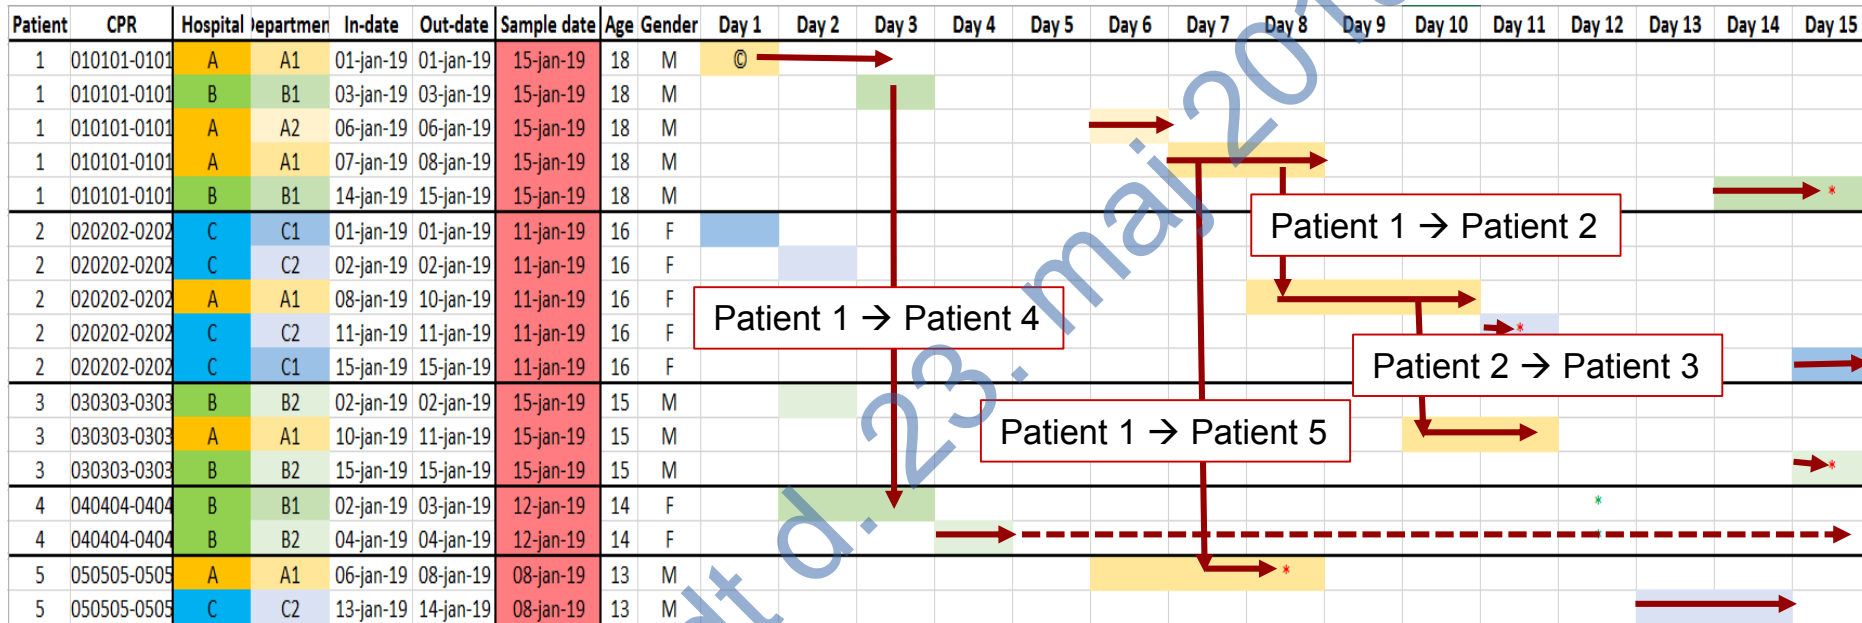 Patient CPR Hospital Departmen In-date Out-date Sample date Age Gender Day 1 Day 2 Day 3 Day 4 Day 5 Day 6 Day 7 Day 8 Day 9 Day 10 Day 11 Day 12 Day 13 Day 14 Day 15
1 010101-0101 A A1 01-jan-19 01-jan-19 15-jan-19 18 M ©
1 010101-0101 B B1 03-jan-19 03-jan-19 15-jan-19 18 M
1 010101-0101 A A2 06-jan-19 06-jan-19 15-jan-19 18 M
1 010101-0101 A A1 07-jan-19 08-jan-19 15-jan-19 18 M
1 010101-0101 B B1 14-jan-19 15-jan-19 15-jan-19 18 M *
Patient 1 → Patient 2
2 020202-0202 C C1 01-jan-19 01-jan-19 11-jan-19 16 F
2 020202-0202 C C2 02-jan-19 02-jan-19 11-jan-19 16 F
2 020202-0202 A A1 08-jan-19 10-jan-19 11-jan-19 16 F
Patient 1 → Patient 4
2 020202-0202 C C2 11-jan-19 11-jan-19 11-jan-19 16 F *
2 020202-0202 C C1 15-jan-19 15-jan-19 11-jan-19 16 F
Patient 2 → Patient 3
3 030303-0303 B B2 02-jan-19 02-jan-19 15-jan-19 15 M
3 030303-0303 A A1 10-jan-19 11-jan-19 15-jan-19 15 M
Patient 1 → Patient 5
3 030303-0303 B B2 15-jan-19 15-jan-19 15-jan-19 15 M *
4 040404-0404 B B1 02-jan-19 03-jan-19 12-jan-19 14 F *
4 040404-0404 B B2 04-jan-19 04-jan-19 12-jan-19 14 F *
5 050505-0505 A A1 06-jan-19 08-jan-19 08-jan-19 13 M *
5 050505-0505 C C2 13-jan-19 14-jan-19 08-jan-19 13 M
d. 23. maj